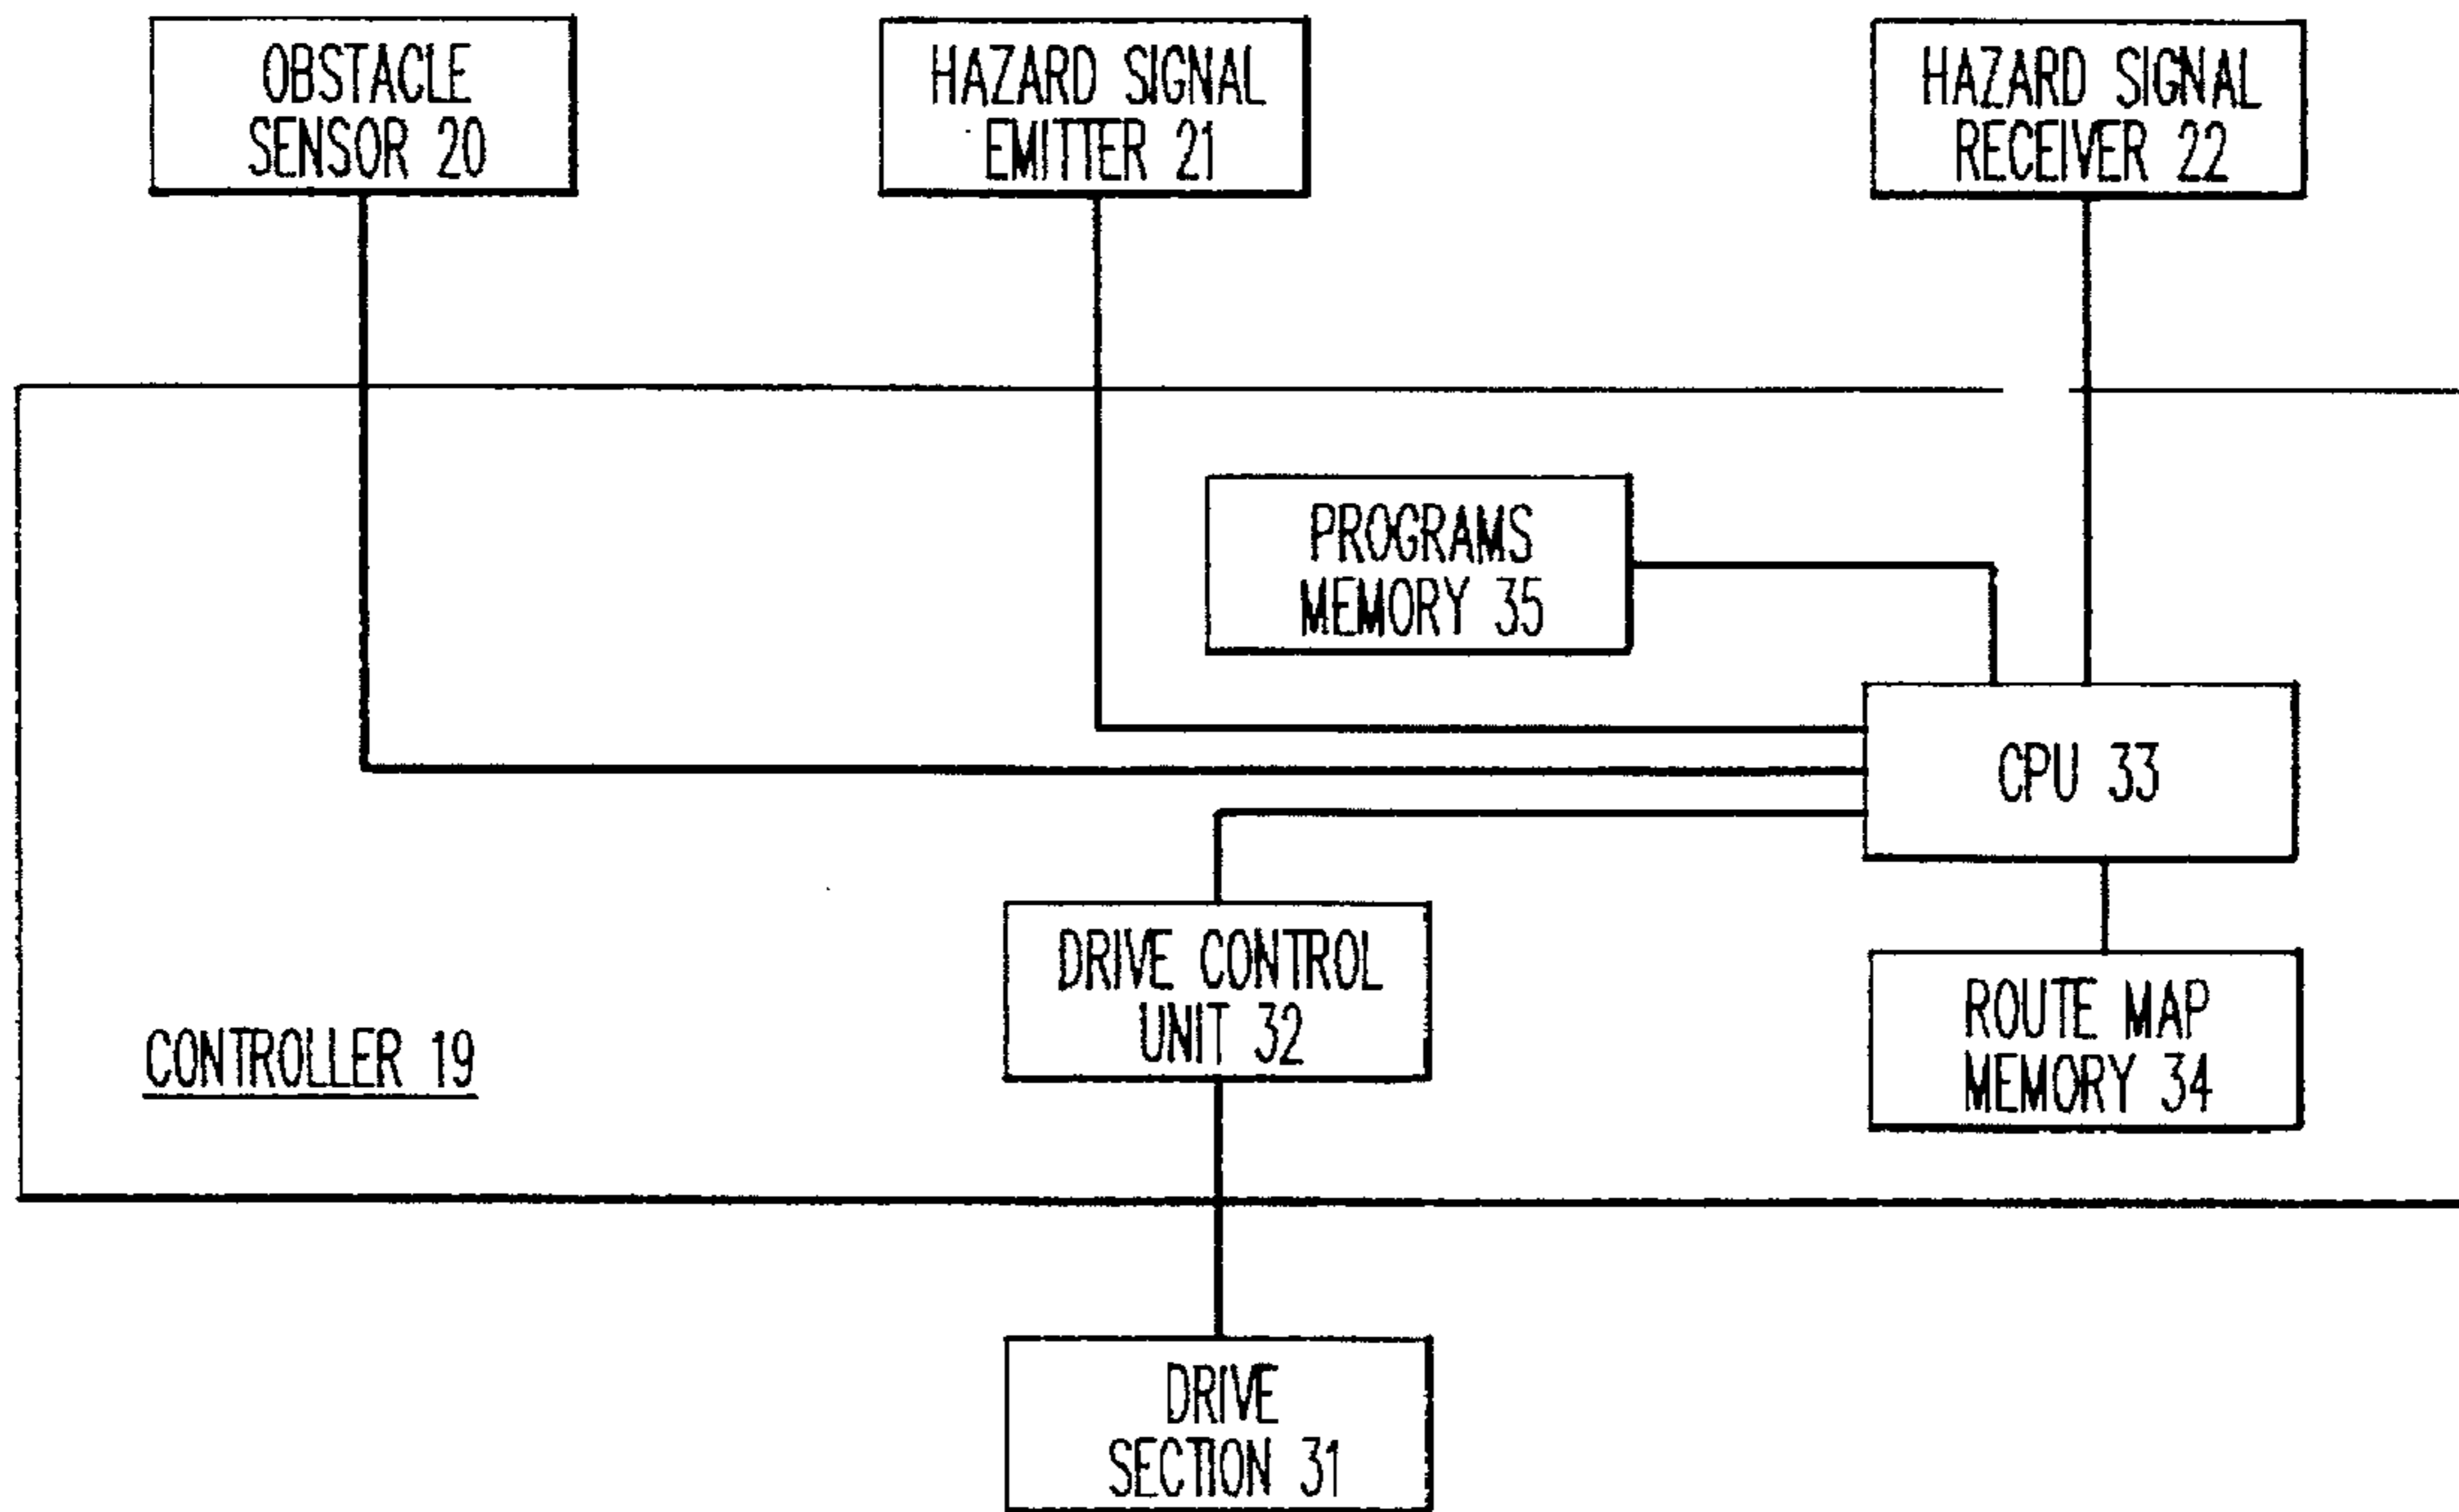 OBSTACLE
SENSOR 20
HAZARD SIGNAL
EMITTER 21
HAZARD SIGNAL
RECEIVER 22
PROGRAMS
MEMORY 35
CPU 33
DRIVE CONTROL
UNIT 32
ROUTE MAP
MEMORY 34
CONTROLLER 19
DRIVE
SECTION 31